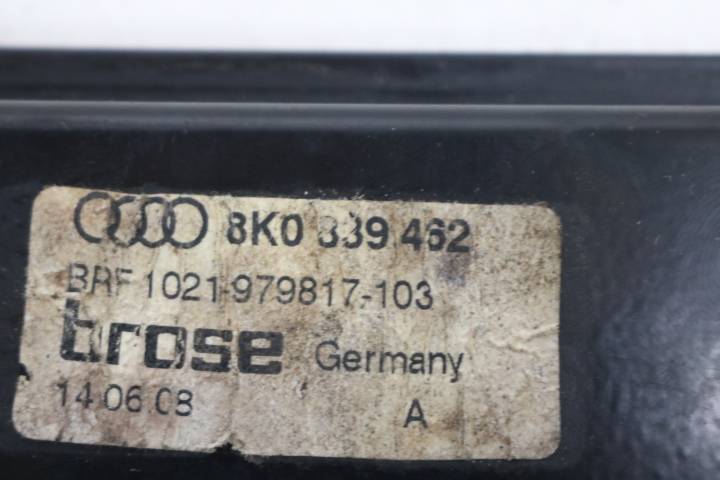 8K0 839 462
BRF 1021-979817-103
brose Germany
14 06 08 A